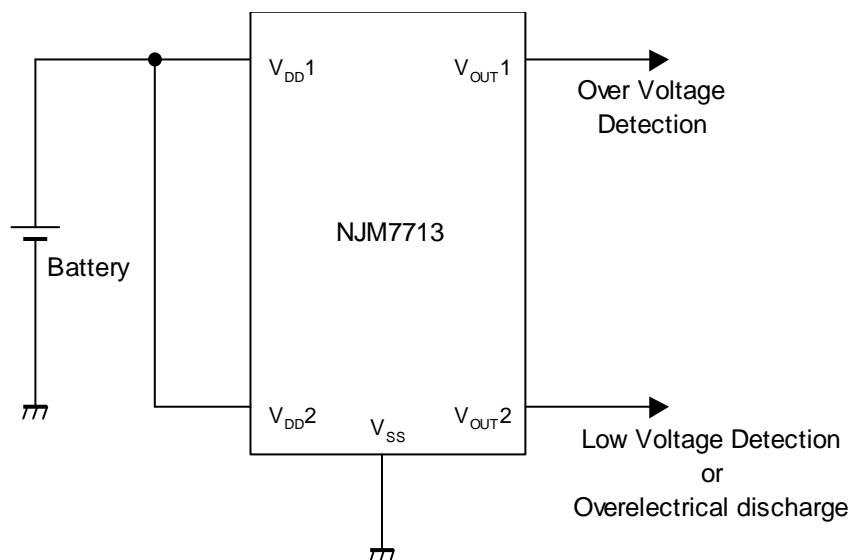 V_DD1
V_OUT1
Over Voltage
Detection
NJM7713
Battery
V_DD2
V_SS
V_OUT2
Low Voltage Detection
or
Overelectrical discharge